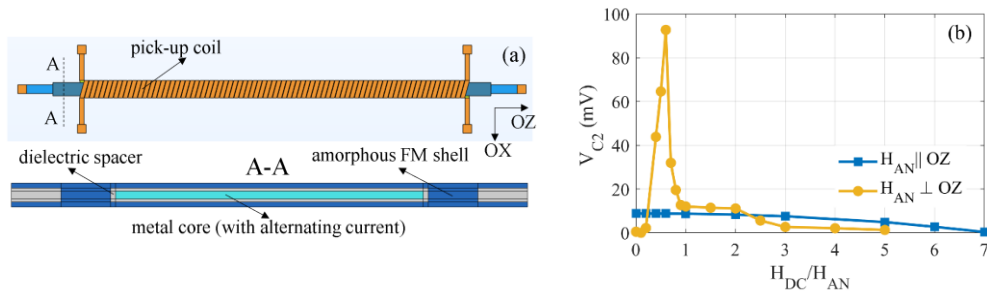 pick-up coil
(a)
A
A
OZ
OX
dielectric spacer
A-A
amorphous FM shell
metal core (with alternating current)
(b)
100
80
60
40
20
0
V_C2 (mV)
H_AN|| OZ
H_AN ⊥ OZ
0 1 2 3 4 5 6 7
H_DC/H_AN